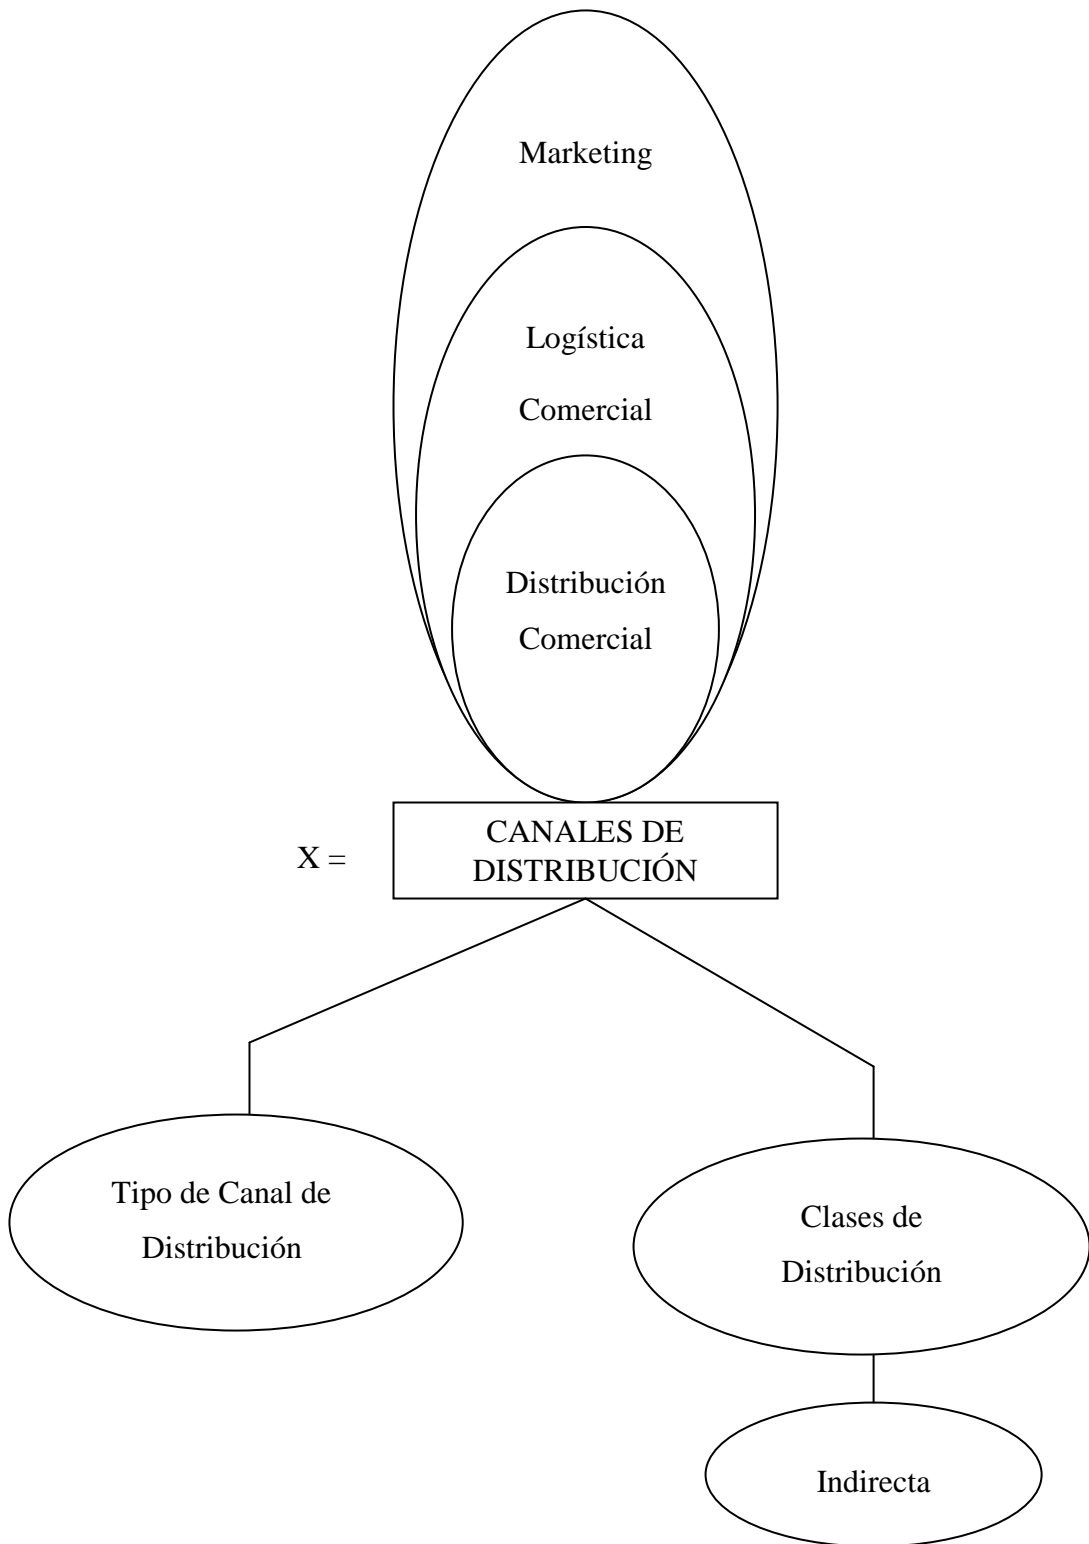 Marketing
Logística
Comercial
Distribución
Comercial
X =
CANALES DE
DISTRIBUCIÓN
Tipo de Canal de
Distribución
Clases de
Distribución
Indirecta